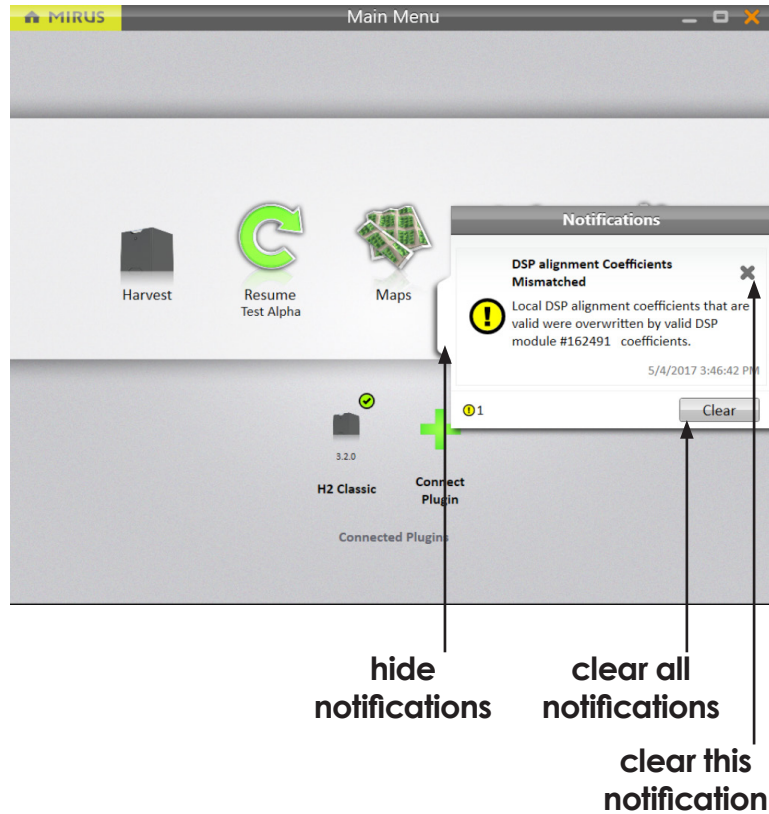 MIRUS
Main Menu
Notifications
DSP alignment Coefficients
Mismatched
Local DSP alignment coefficients that are
valid were overwritten by valid DSP
module #162491 coefficients.
5/4/2017 3:46:42 PM
1
Clear
Harvest
Resume
Test Alpha
Maps
3.2.0
H2 Classic
Connect
Plugin
Connected Plugins
hide
notifications
clear all
notifications
clear this
notification